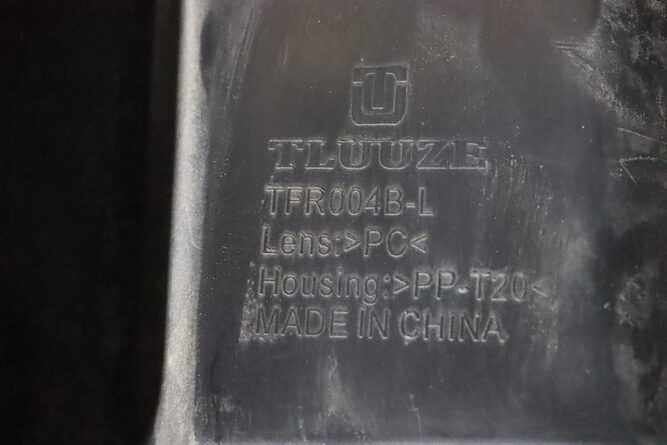 TLUUZE
TFR004B-L
Lens:>PC<
Housing:>PP-T20<
MADE IN CHINA